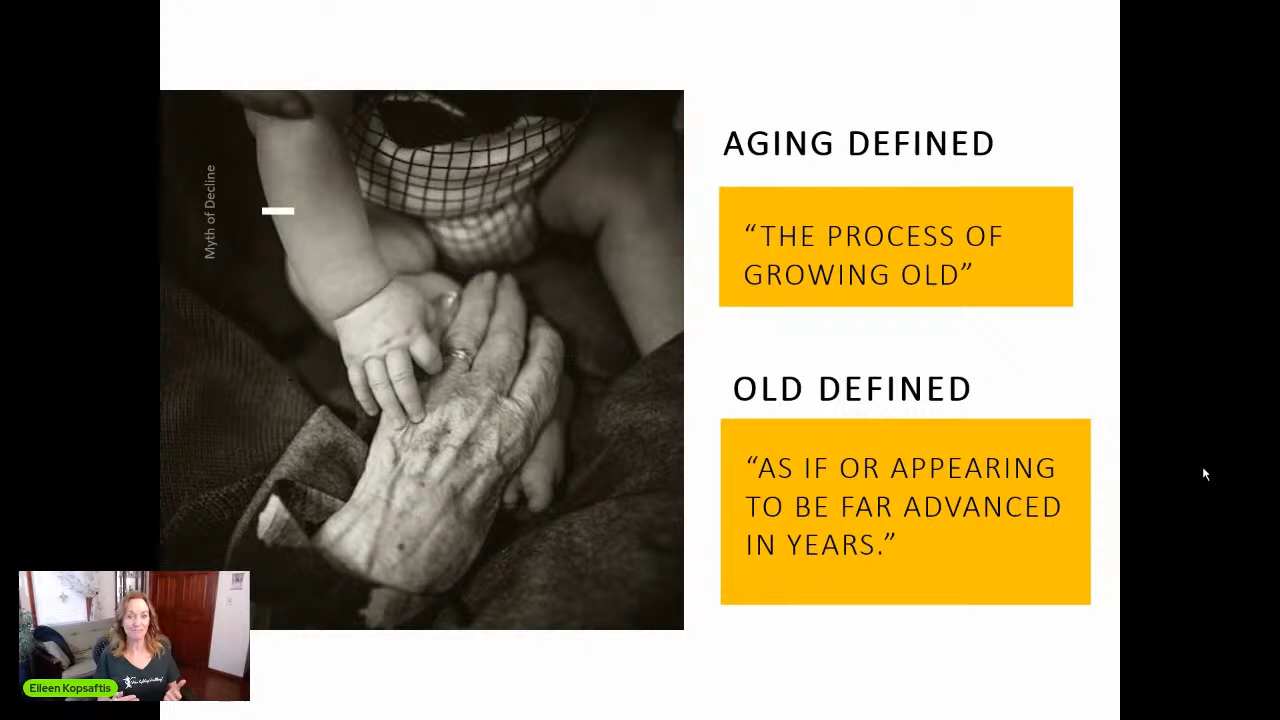 Myth of Decline
AGING DEFINED
“THE PROCESS OF
GROWING OLD”
OLD DEFINED
“AS IF OR APPEARING
TO BE FAR ADVANCED
IN YEARS.”
Eileen Kopsaftis